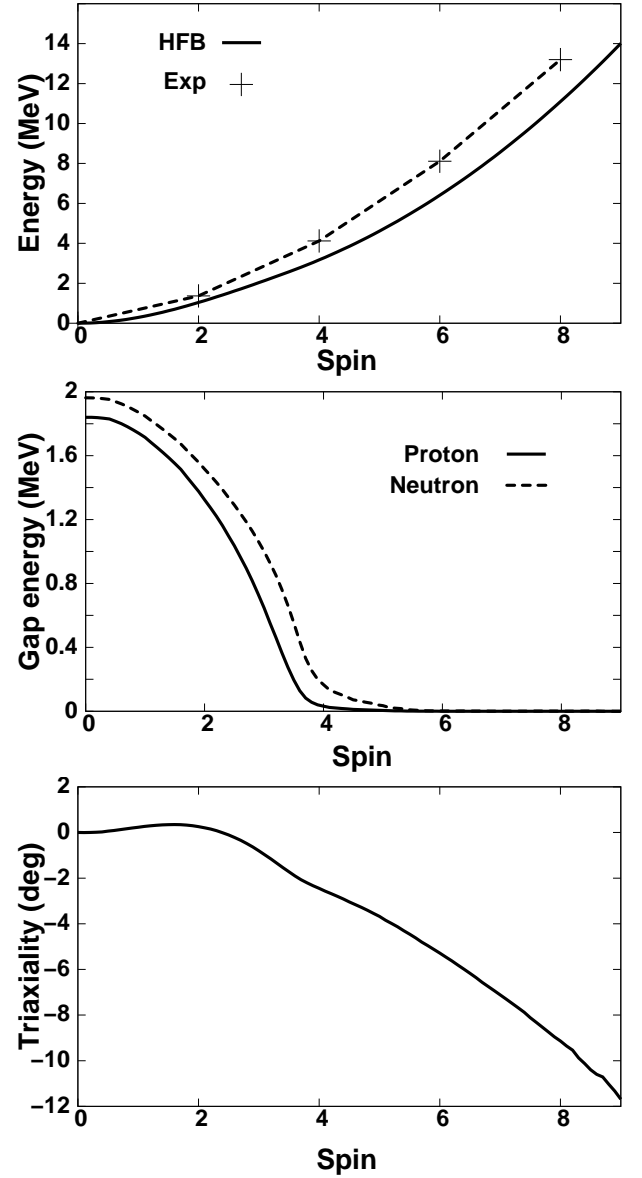 HFB
Exp
Energy (MeV)
14
12
10
8
6
4
2
0
0 2 4 6 8
Spin
Proton
Neutron
Gap energy (MeV)
2
1.6
1.2
0.8
0.4
0
0 2 4 6 8
Spin
Triaxiality (deg)
2
0
−2
−4
−6
−8
−10
−12
0 2 4 6 8
Spin